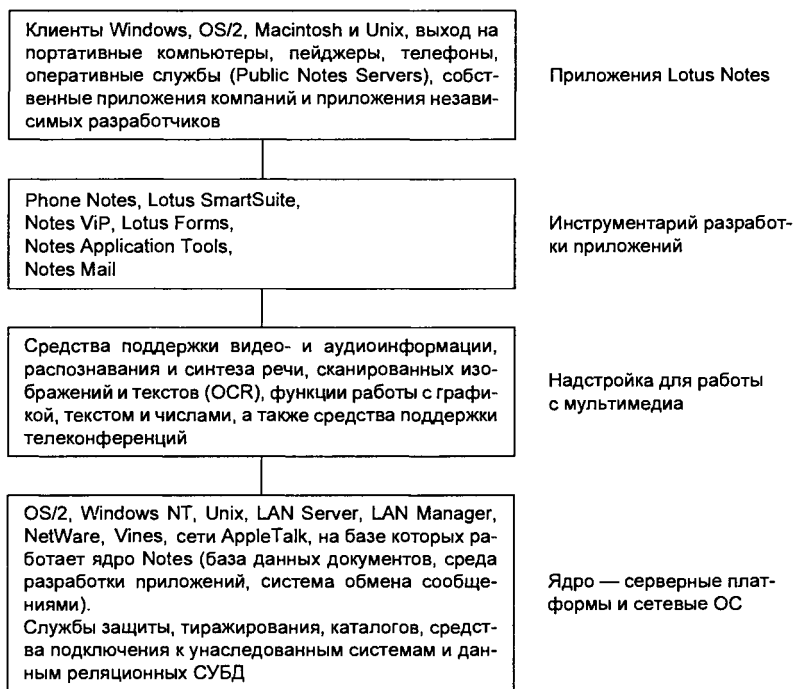 Клиенты Windows, OS/2, Macintosh и Unix, выход на
портативные компьютеры, пейджеры, телефоны,
оперативные службы (Public Notes Servers), собст-
венные приложения компаний и приложения незави-
симых разработчиков
Приложения Lotus Notes
Phone Notes, Lotus SmartSuite,
Notes ViP, Lotus Forms,
Notes Application Tools,
Notes Mail
Инструментарий разработ-
ки приложений
Средства поддержки видео- и аудиоинформации,
распознавания и синтеза речи, сканированных изо-
бражений и текстов (OCR), функции работы с графи-
кой, текстом и числами, а также средства поддержки
телеконференций
Надстройка для работы
с мультимедиа
OS/2, Windows NT, Unix, LAN Server, LAN Manager,
NetWare, Vines, сети AppleTalk, на базе которых ра-
ботает ядро Notes (база данных документов, среда
разработки приложений, система обмена сообще-
ниями).
Службы защиты, тиражирования, каталогов, средст-
ва подключения к унаследованным системам и дан-
ным реляционных СУБД
Ядро — серверные плат-
формы и сетевые ОС